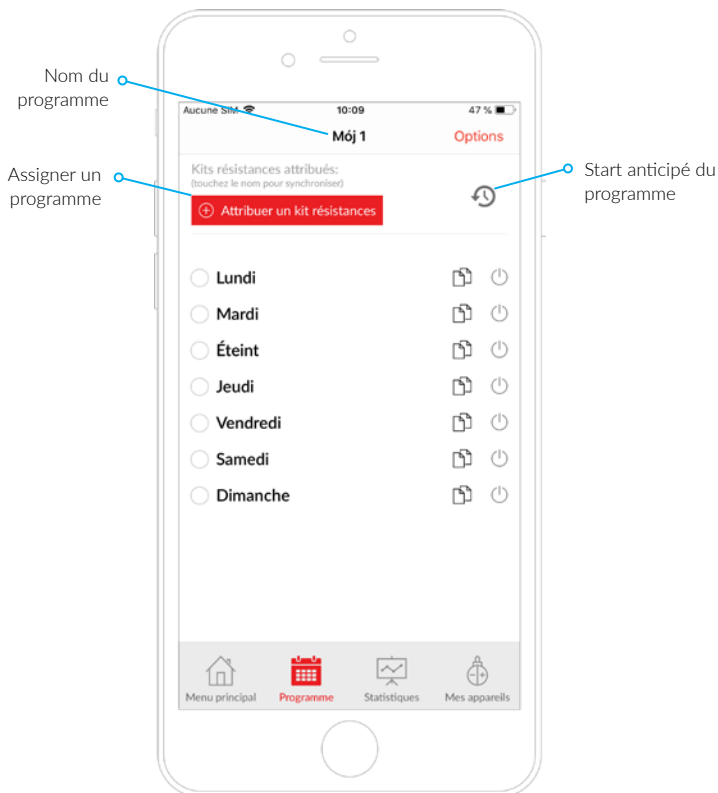 Nom du
programme
Assigner un
programme
Aucune SIM 10:09 47 %
Mój 1 Options
Kits résistances attribués:
(touchez le nom pour synchroniser)
Attribuer un kit résistances
Start anticipé du
programme
Lundi
Mardi
Éteint
Jeudi
Vendredi
Samedi
Dimanche
Menu principal Programme Statistiques Mes appareils